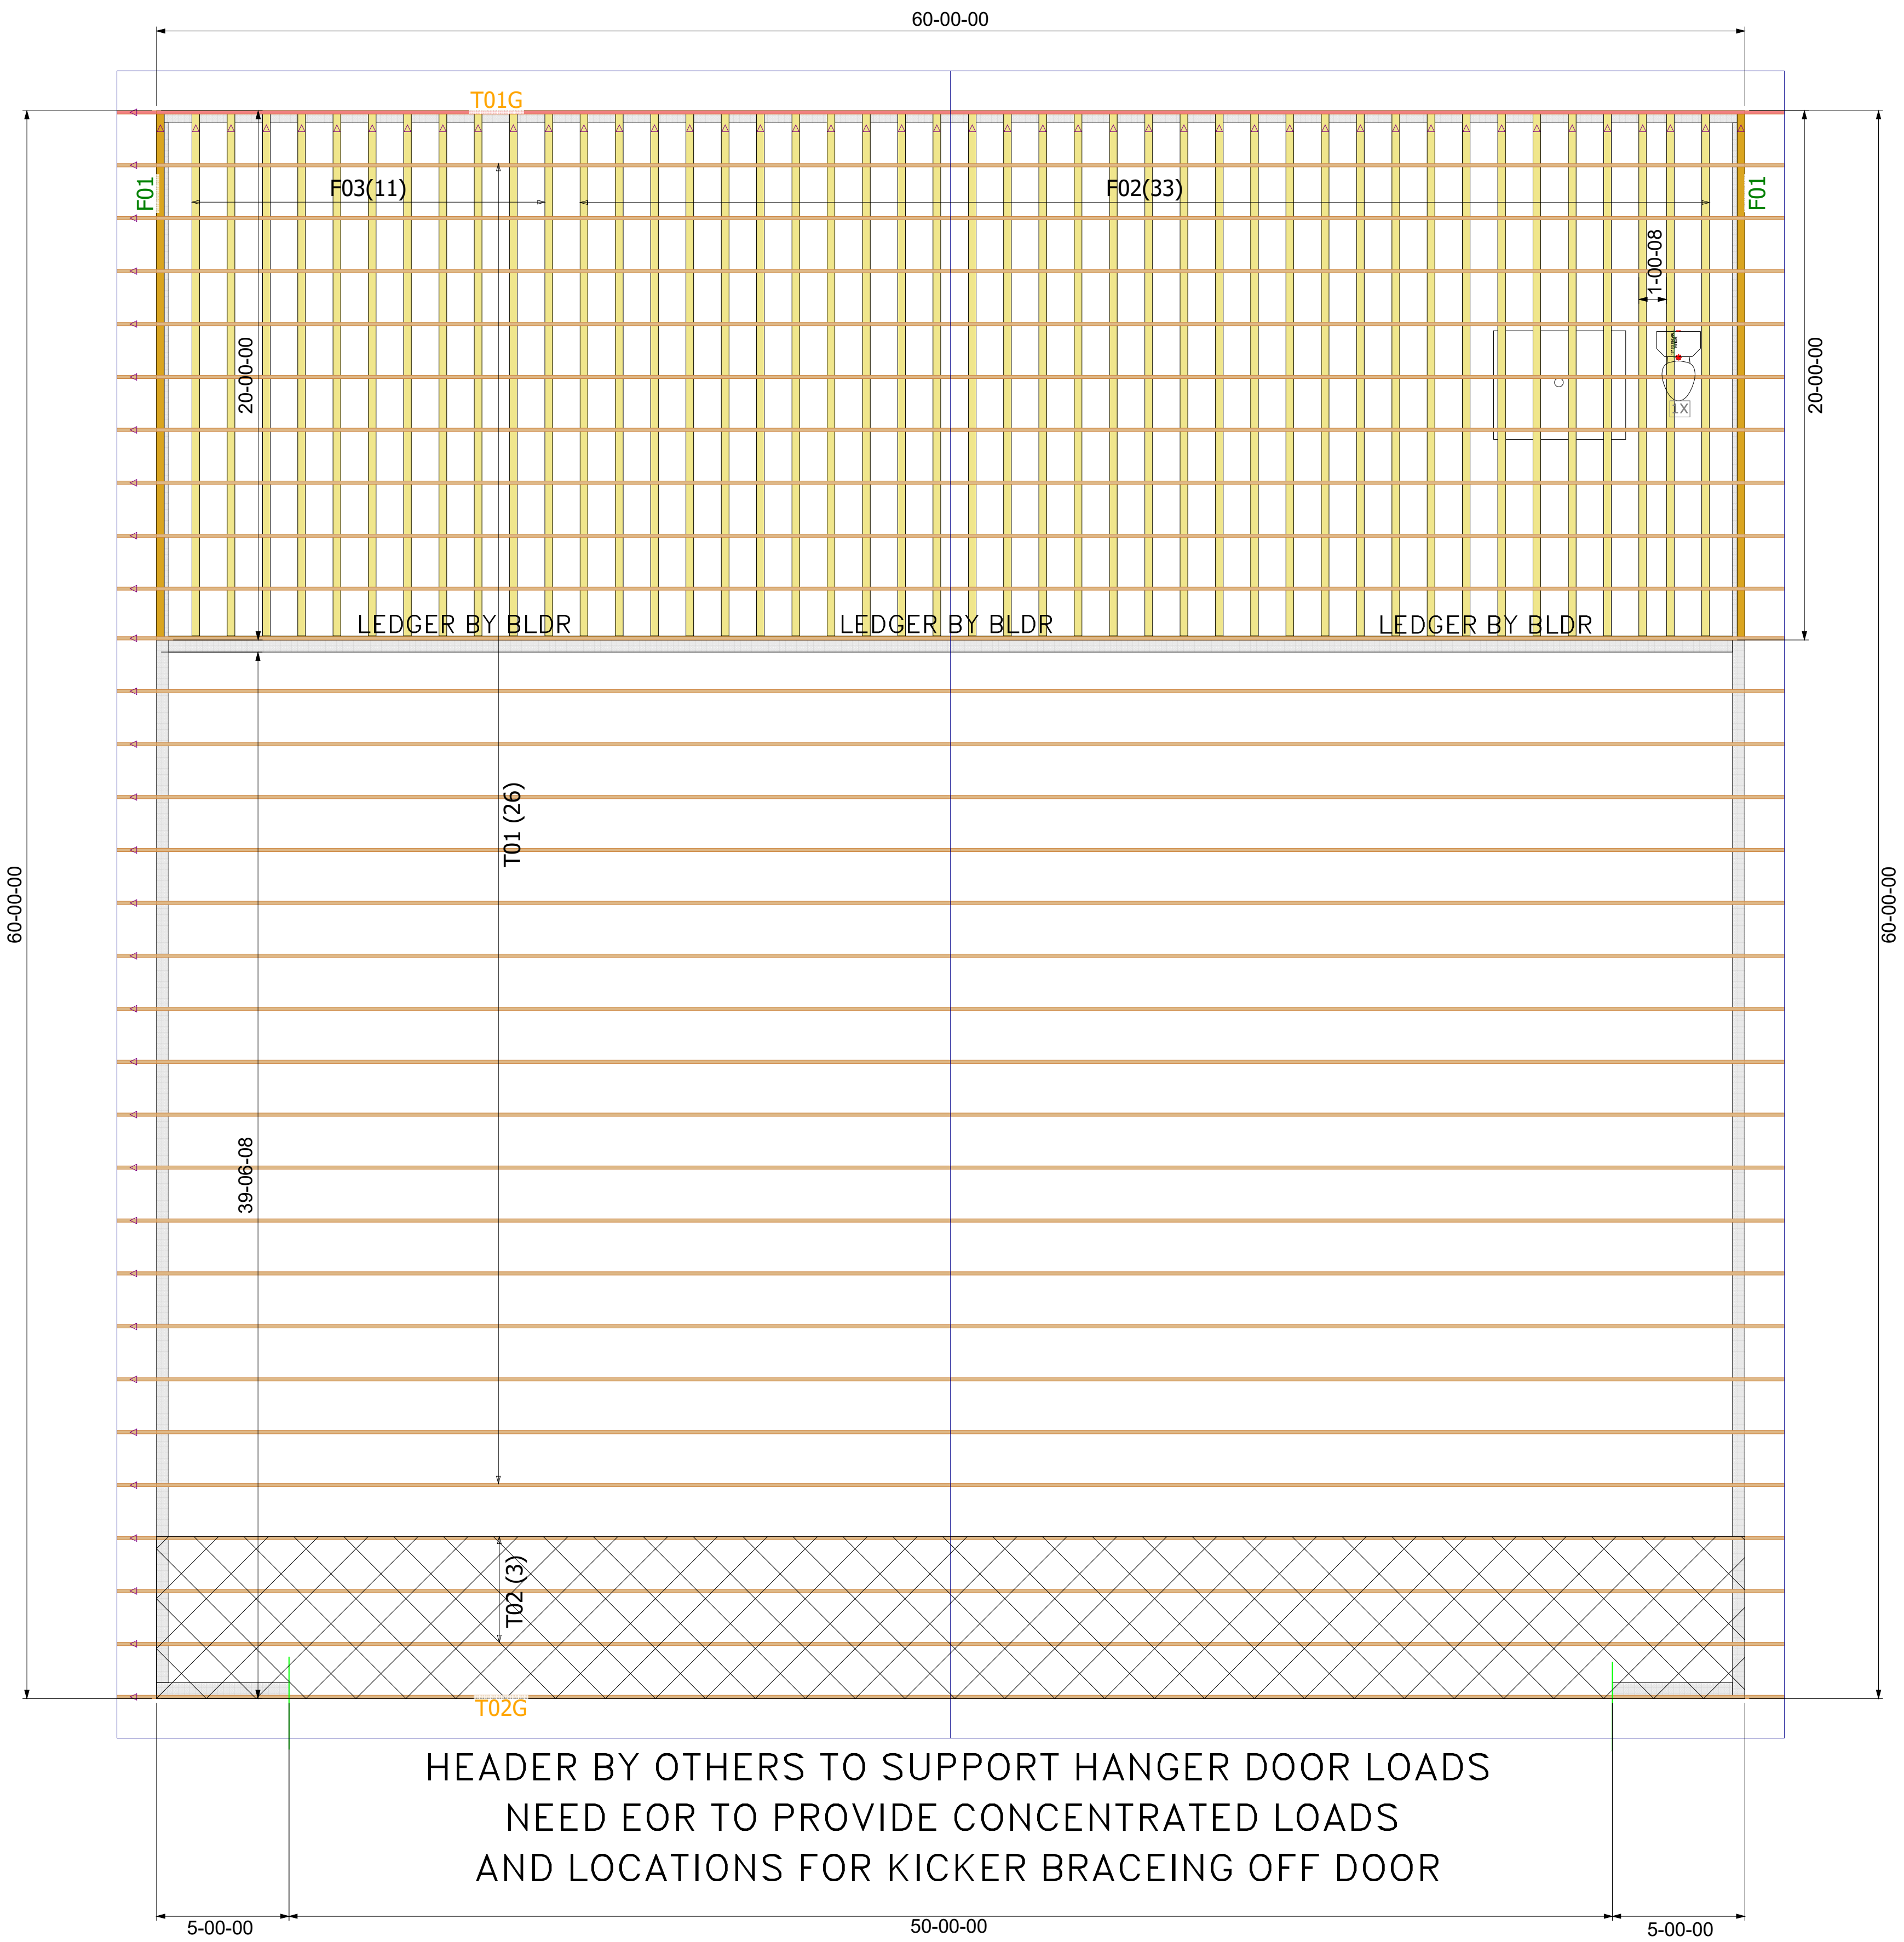 60-00-00
T01G
F01
F03(11)
F02(33)
F01
1-00-08
20-00-00
20-00-00
1X
LEDGER BY BLDR
LEDGER BY BLDR
LEDGER BY BLDR
T01 (26)
60-00-00
60-00-00
39-06-08
T02 (3)
T02G
HEADER BY OTHERS TO SUPPORT HANGER DOOR LOADS
NEED EOR TO PROVIDE CONCENTRATED LOADS
AND LOCATIONS FOR KICKER BRACEING OFF DOOR
5-00-00
50-00-00
5-00-00